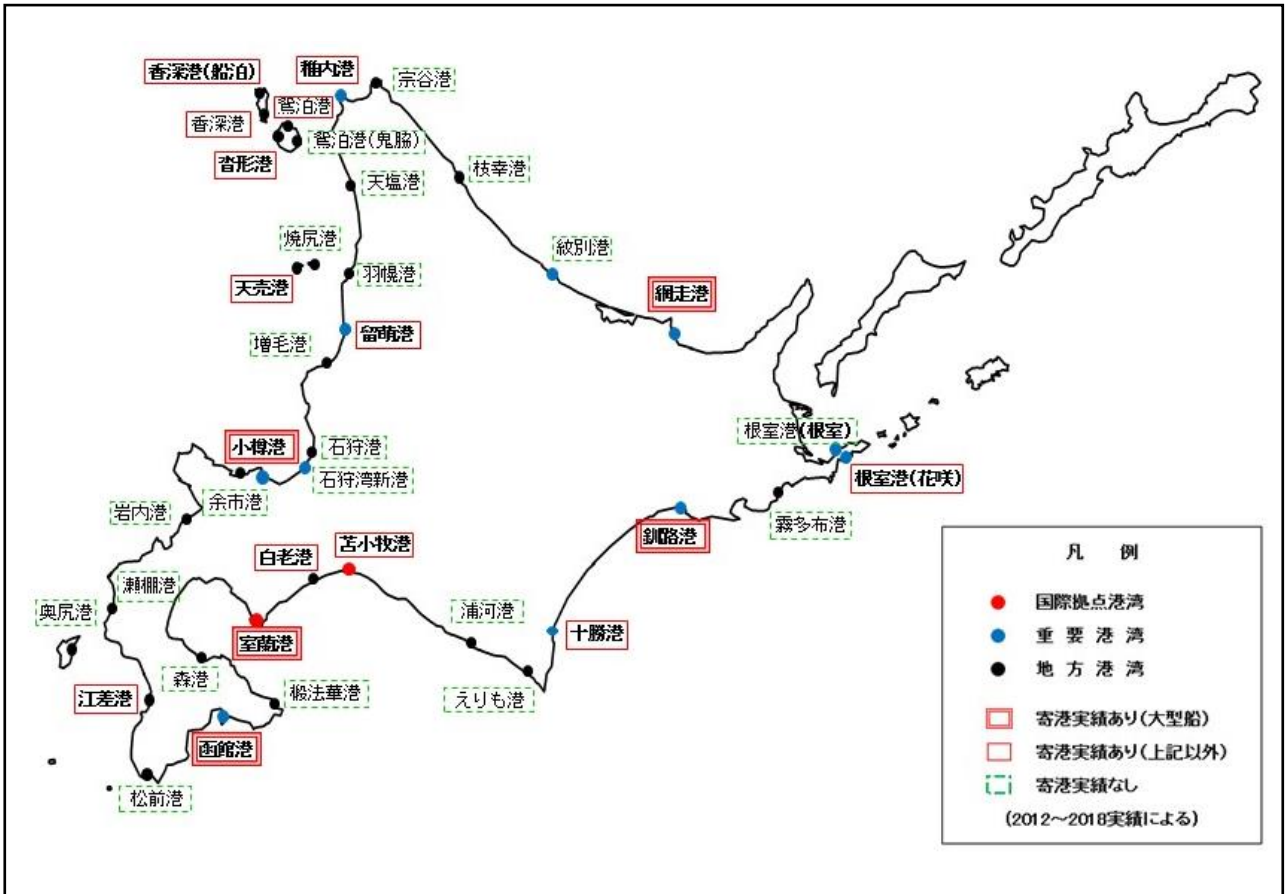 香深港(船泊)
稚内港
宗谷港
鴛泊港
香深港
鴛泊港(鬼脇)
沓形港
枝幸港
天塩港
焼尻港
紋別港
天売港
羽幌港
網走港
留萌港
増毛港
小樽港
石狩港
根室港(根室)
余市港
石狩湾新港
根室港(花咲)
岩内港
霧多布港
釧路港
苫小牧港
白老港
瀬棚港
奥尻港
浦河港
十勝港
室蘭港
森港
えりも港
江差港
椴法華港
函館港
松前港
凡 例
国際拠点港湾
重要港湾
地方港湾
寄港実績あり(大型船)
寄港実績あり(上記以外)
寄港実績なし
(2012～2018実績による)